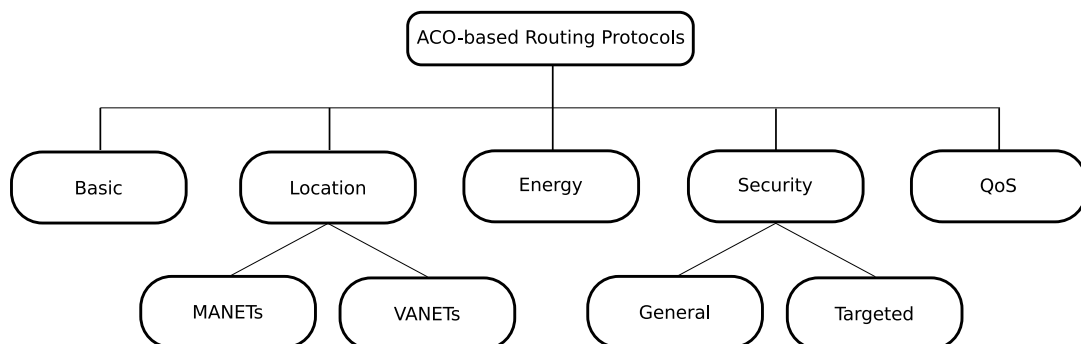 ACO-based Routing Protocols
Basic
Location
Energy
Security
QoS
MANETs
VANETs
General
Targeted